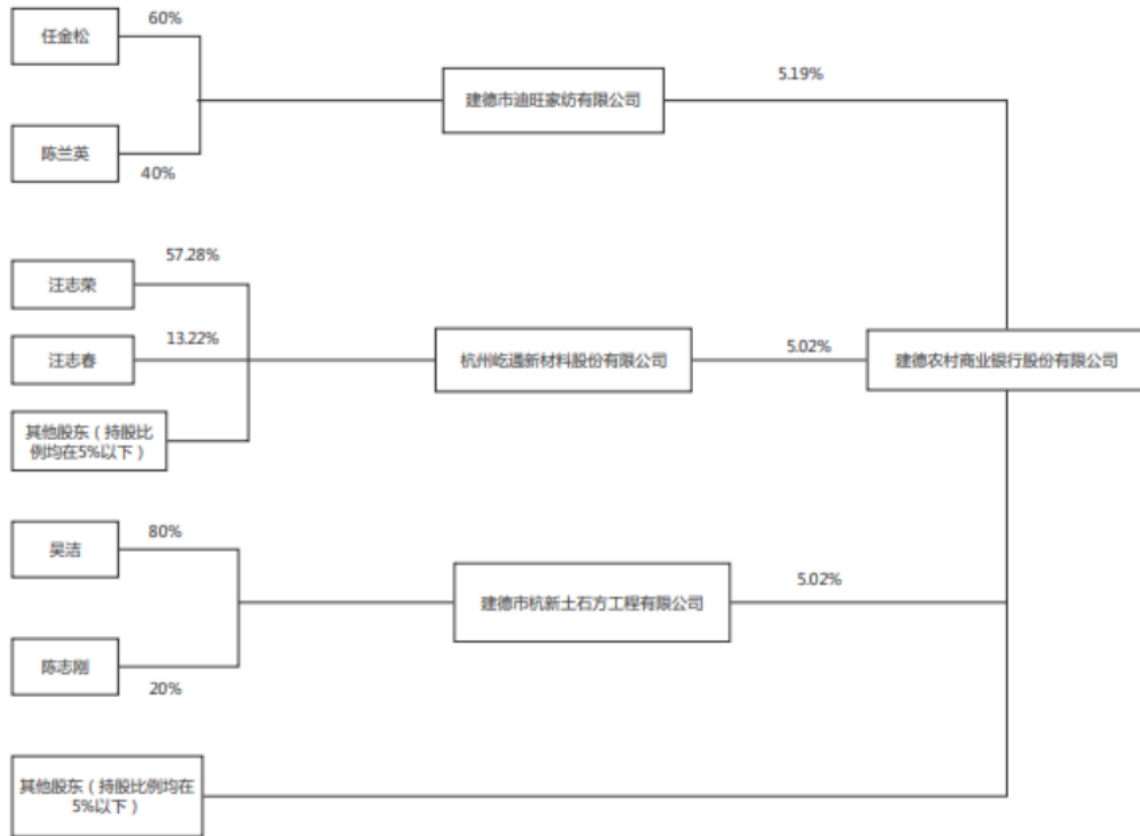 60%
任金松
建德市迪旺家纺有限公司
5.19%
陈兰英
40%
57.28%
汪志荣
13.22%
汪志春
杭州屹通新材料股份有限公司
5.02%
建德农村商业银行股份有限公司
其他股东（持股比
例均在5%以下）
80%
吴洁
建德市杭新土石方工程有限公司
5.02%
陈志刚
20%
其他股东（持股比例均在
5%以下）